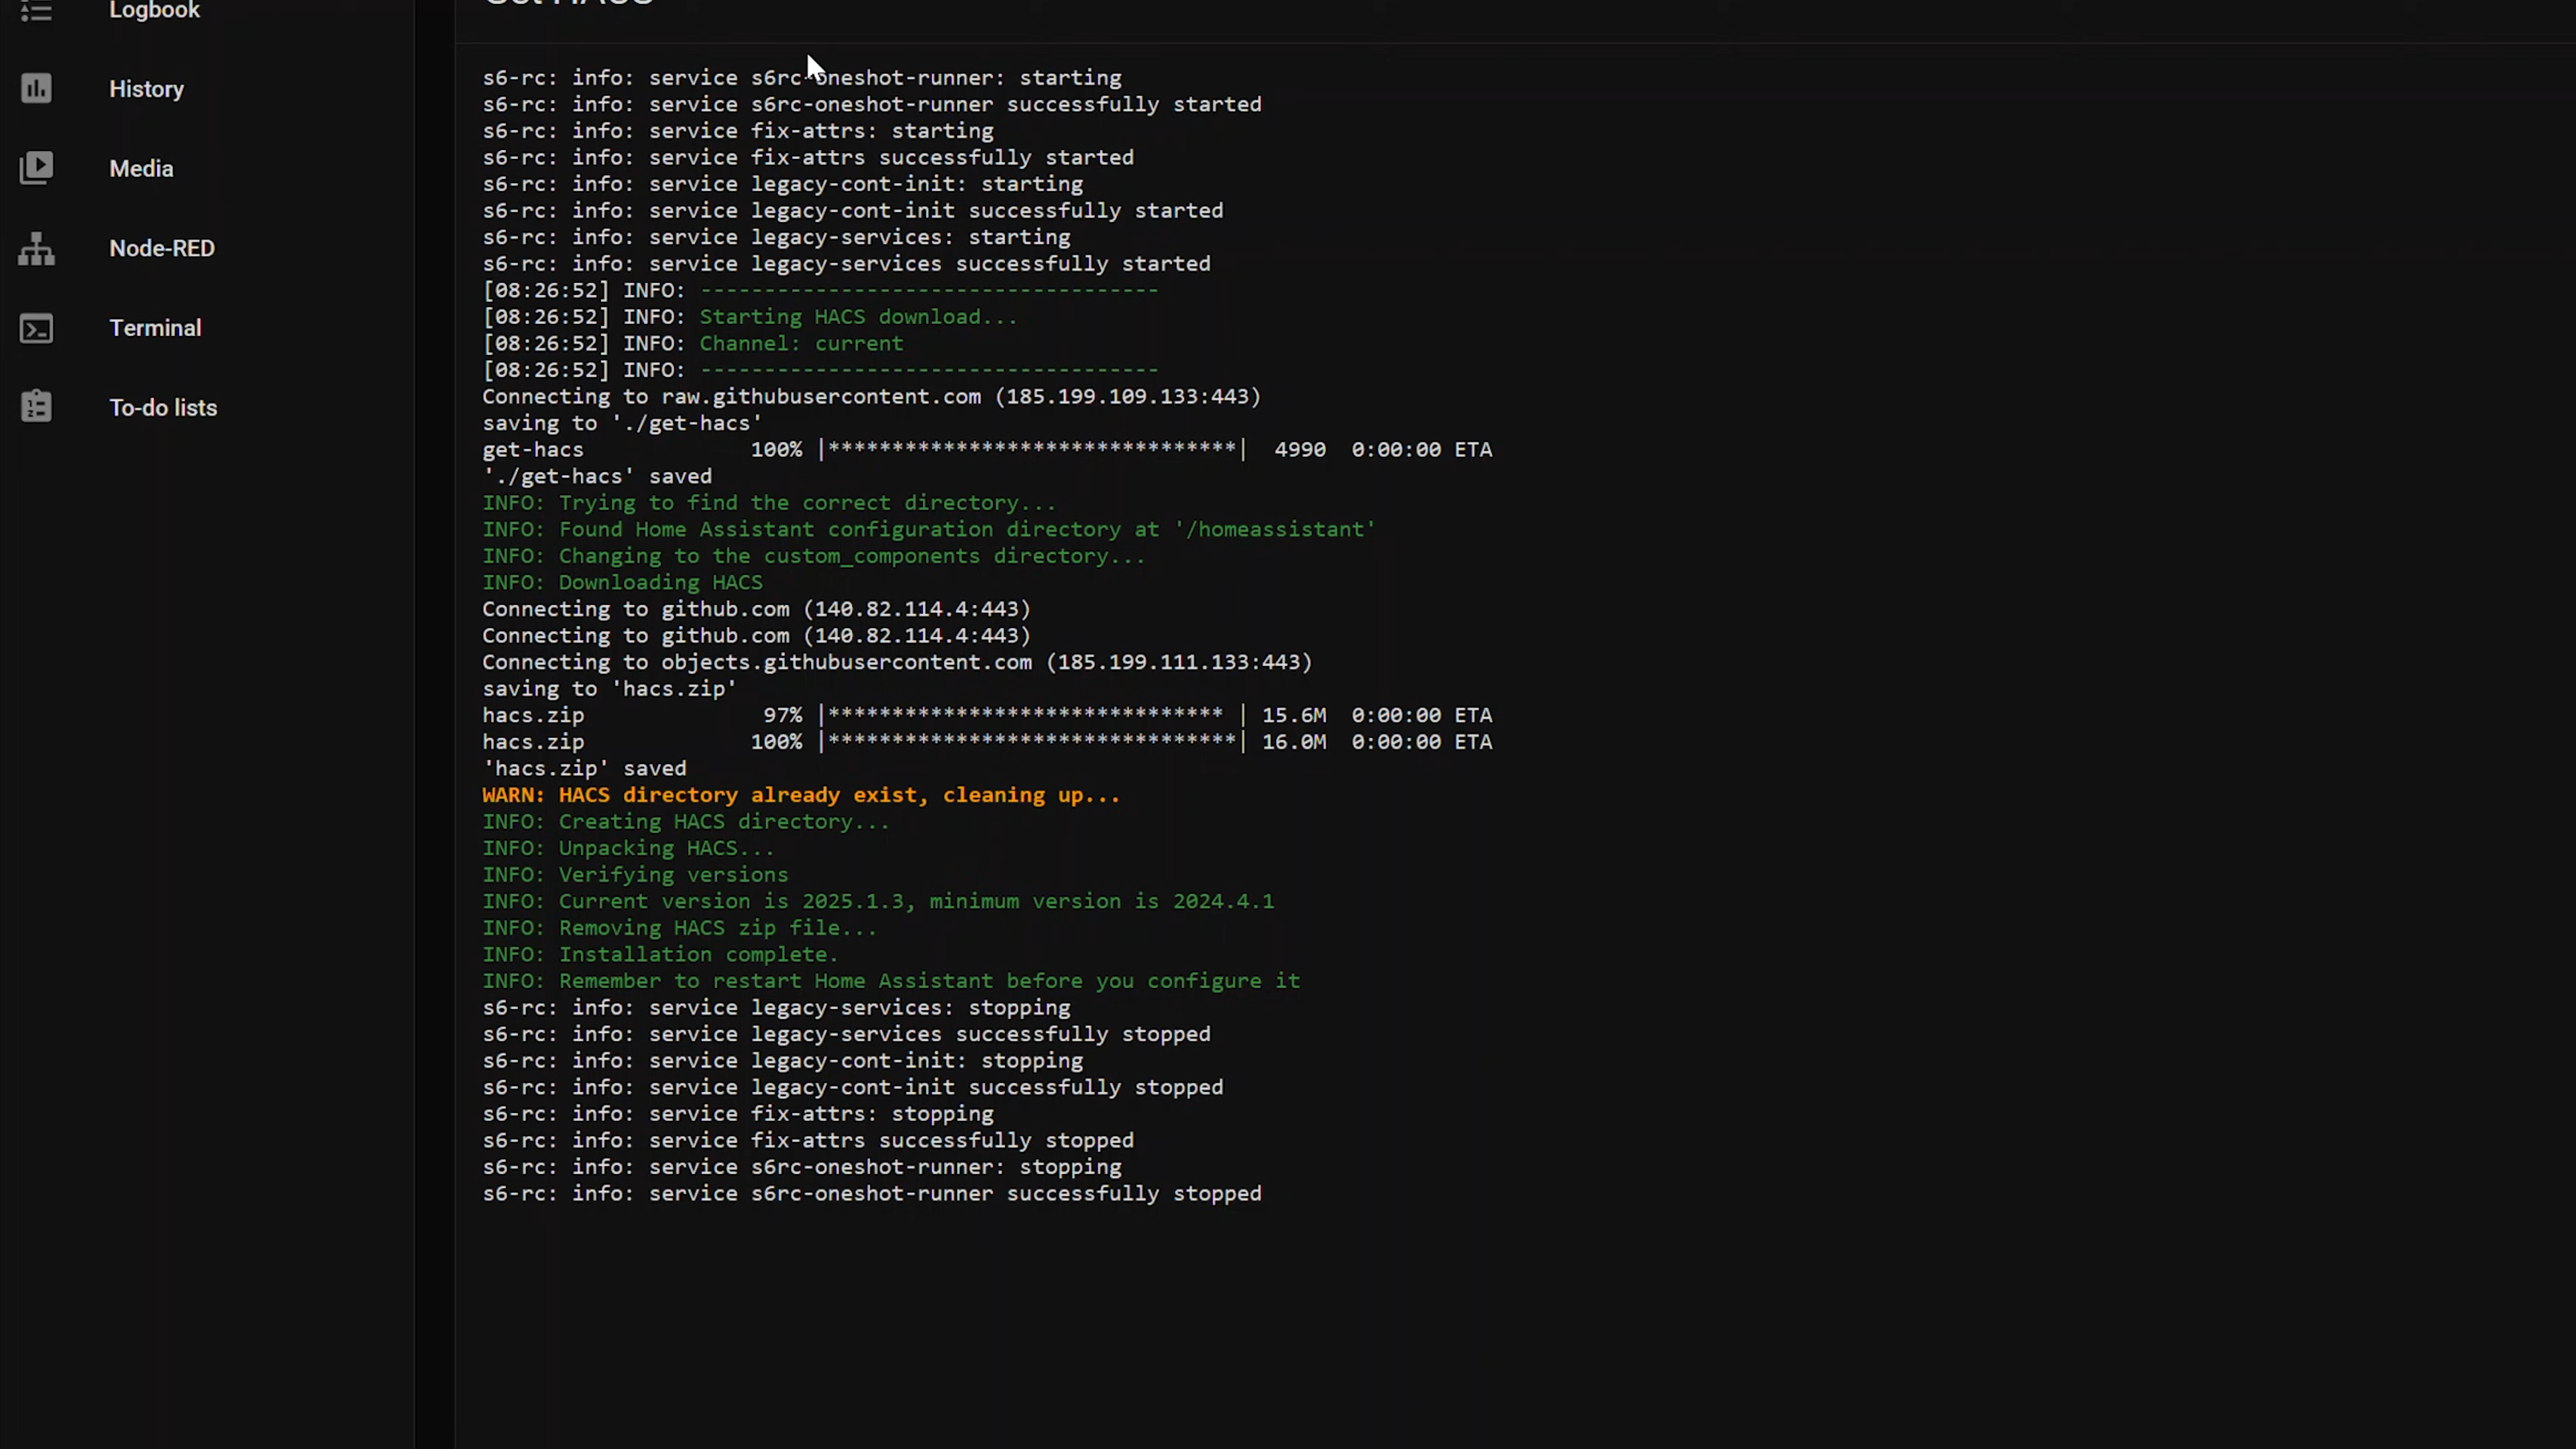 Logbook
History
Media
Node-RED
Terminal
To-do lists
Get HACS
s6-rc: info: service s6rc-oneshot-runner: starting
s6-rc: info: service s6rc-oneshot-runner successfully started
s6-rc: info: service fix-attrs: starting
s6-rc: info: service fix-attrs successfully started
s6-rc: info: service legacy-cont-init: starting
s6-rc: info: service legacy-cont-init successfully started
s6-rc: info: service legacy-services: starting
s6-rc: info: service legacy-services successfully started
[08:26:52] INFO: ------------------------------------
[08:26:52] INFO: Starting HACS download...
[08:26:52] INFO: Channel: current
[08:26:52] INFO: ------------------------------------
Connecting to raw.githubusercontent.com (185.199.109.133:443)
saving to './get-hacs'
get-hacs             100% |********************************|  4990  0:00:00 ETA
'./get-hacs' saved
INFO: Trying to find the correct directory...
INFO: Found Home Assistant configuration directory at '/homeassistant'
INFO: Changing to the custom_components directory...
INFO: Downloading HACS
Connecting to github.com (140.82.114.4:443)
Connecting to github.com (140.82.114.4:443)
Connecting to objects.githubusercontent.com (185.199.111.133:443)
saving to 'hacs.zip'
hacs.zip              97% |******************************* | 15.6M  0:00:00 ETA
hacs.zip             100% |********************************| 16.0M  0:00:00 ETA
'hacs.zip' saved
WARN: HACS directory already exist, cleaning up...
INFO: Creating HACS directory...
INFO: Unpacking HACS...
INFO: Verifying versions
INFO: Current version is 2025.1.3, minimum version is 2024.4.1
INFO: Removing HACS zip file...
INFO: Installation complete.
INFO: Remember to restart Home Assistant before you configure it
s6-rc: info: service legacy-services: stopping
s6-rc: info: service legacy-services successfully stopped
s6-rc: info: service legacy-cont-init: stopping
s6-rc: info: service legacy-cont-init successfully stopped
s6-rc: info: service fix-attrs: stopping
s6-rc: info: service fix-attrs successfully stopped
s6-rc: info: service s6rc-oneshot-runner: stopping
s6-rc: info: service s6rc-oneshot-runner successfully stopped